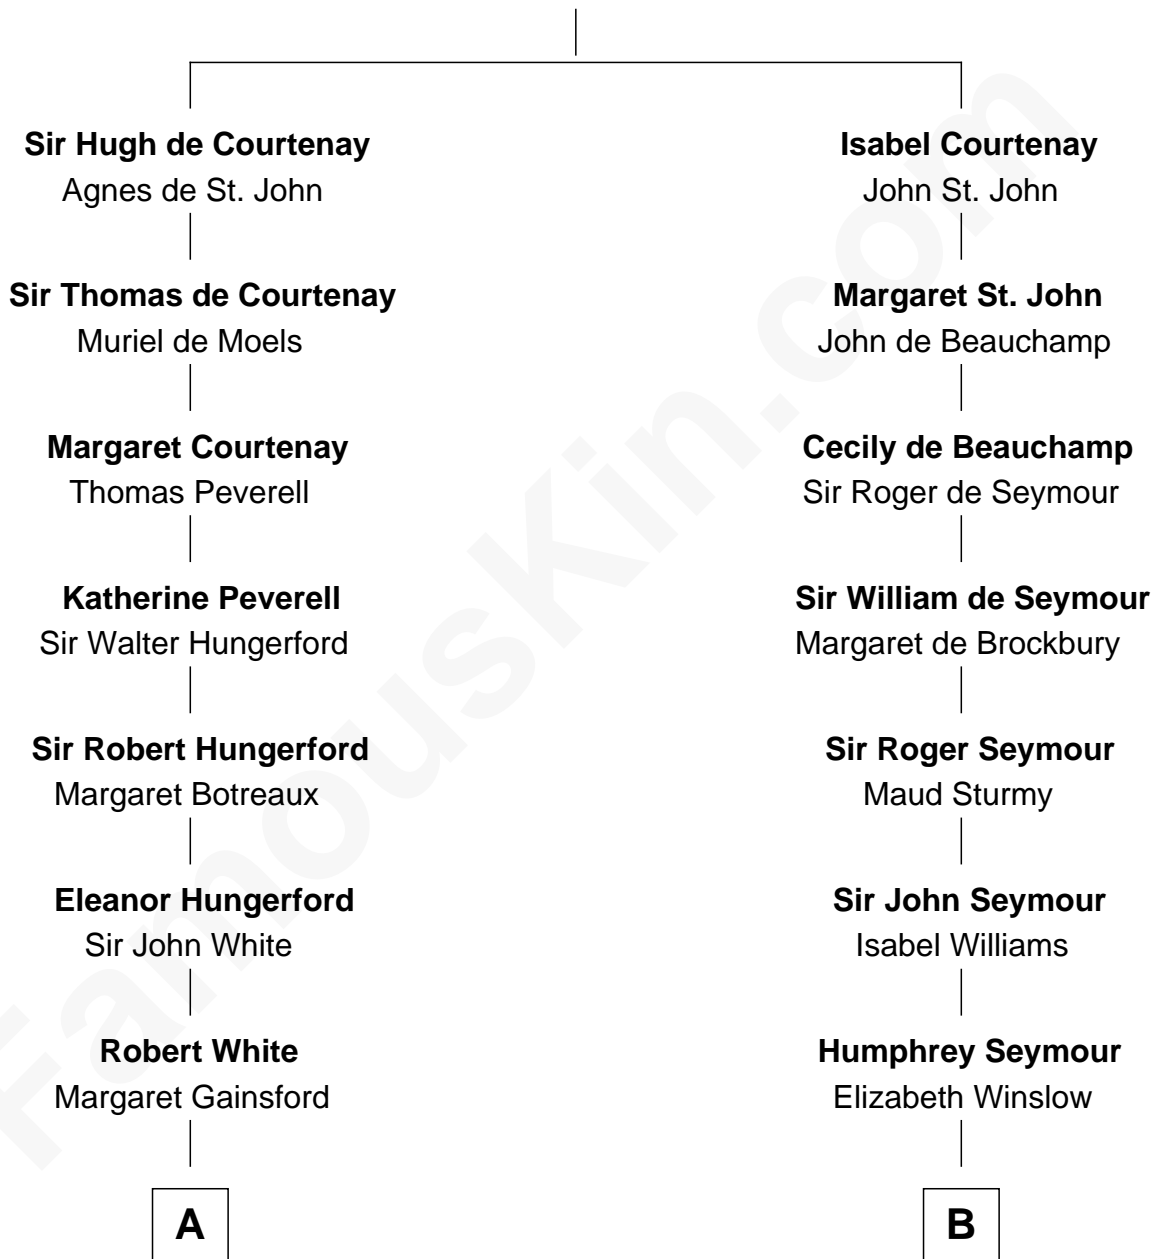 Sir Hugh de Courtenay
Agnes de St. John
Sir Thomas de Courtenay
Muriel de Moels
Margaret Courtenay
Thomas Peverell
Katherine Peverell
Sir Walter Hungerford
Sir Robert Hungerford
Margaret Botreaux
Eleanor Hungerford
Sir John White
Robert White
Margaret Gainsford
A
Isabel Courtenay
John St. John
Margaret St. John
John de Beauchamp
Cecily de Beauchamp
Sir Roger de Seymour
Sir William de Seymour
Margaret de Brockbury
Sir Roger Seymour
Maud Sturmy
Sir John Seymour
Isabel Williams
Humphrey Seymour
Elizabeth Winslow
B
FamousKin.com